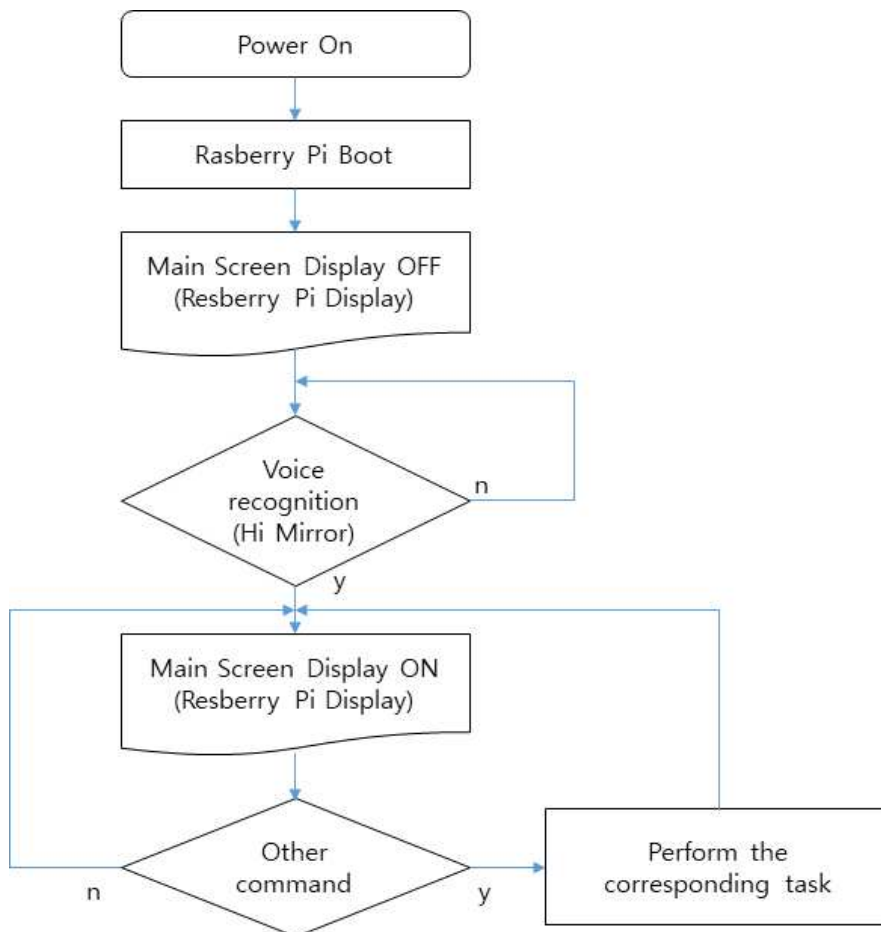 Power On
Rasberry Pi Boot
Main Screen Display OFF
(Resberry Pi Display)
Voice
recognition
(Hi Mirror)
n
y
Main Screen Display ON
(Resberry Pi Display)
Other
command
n
y
Perform the
corresponding task